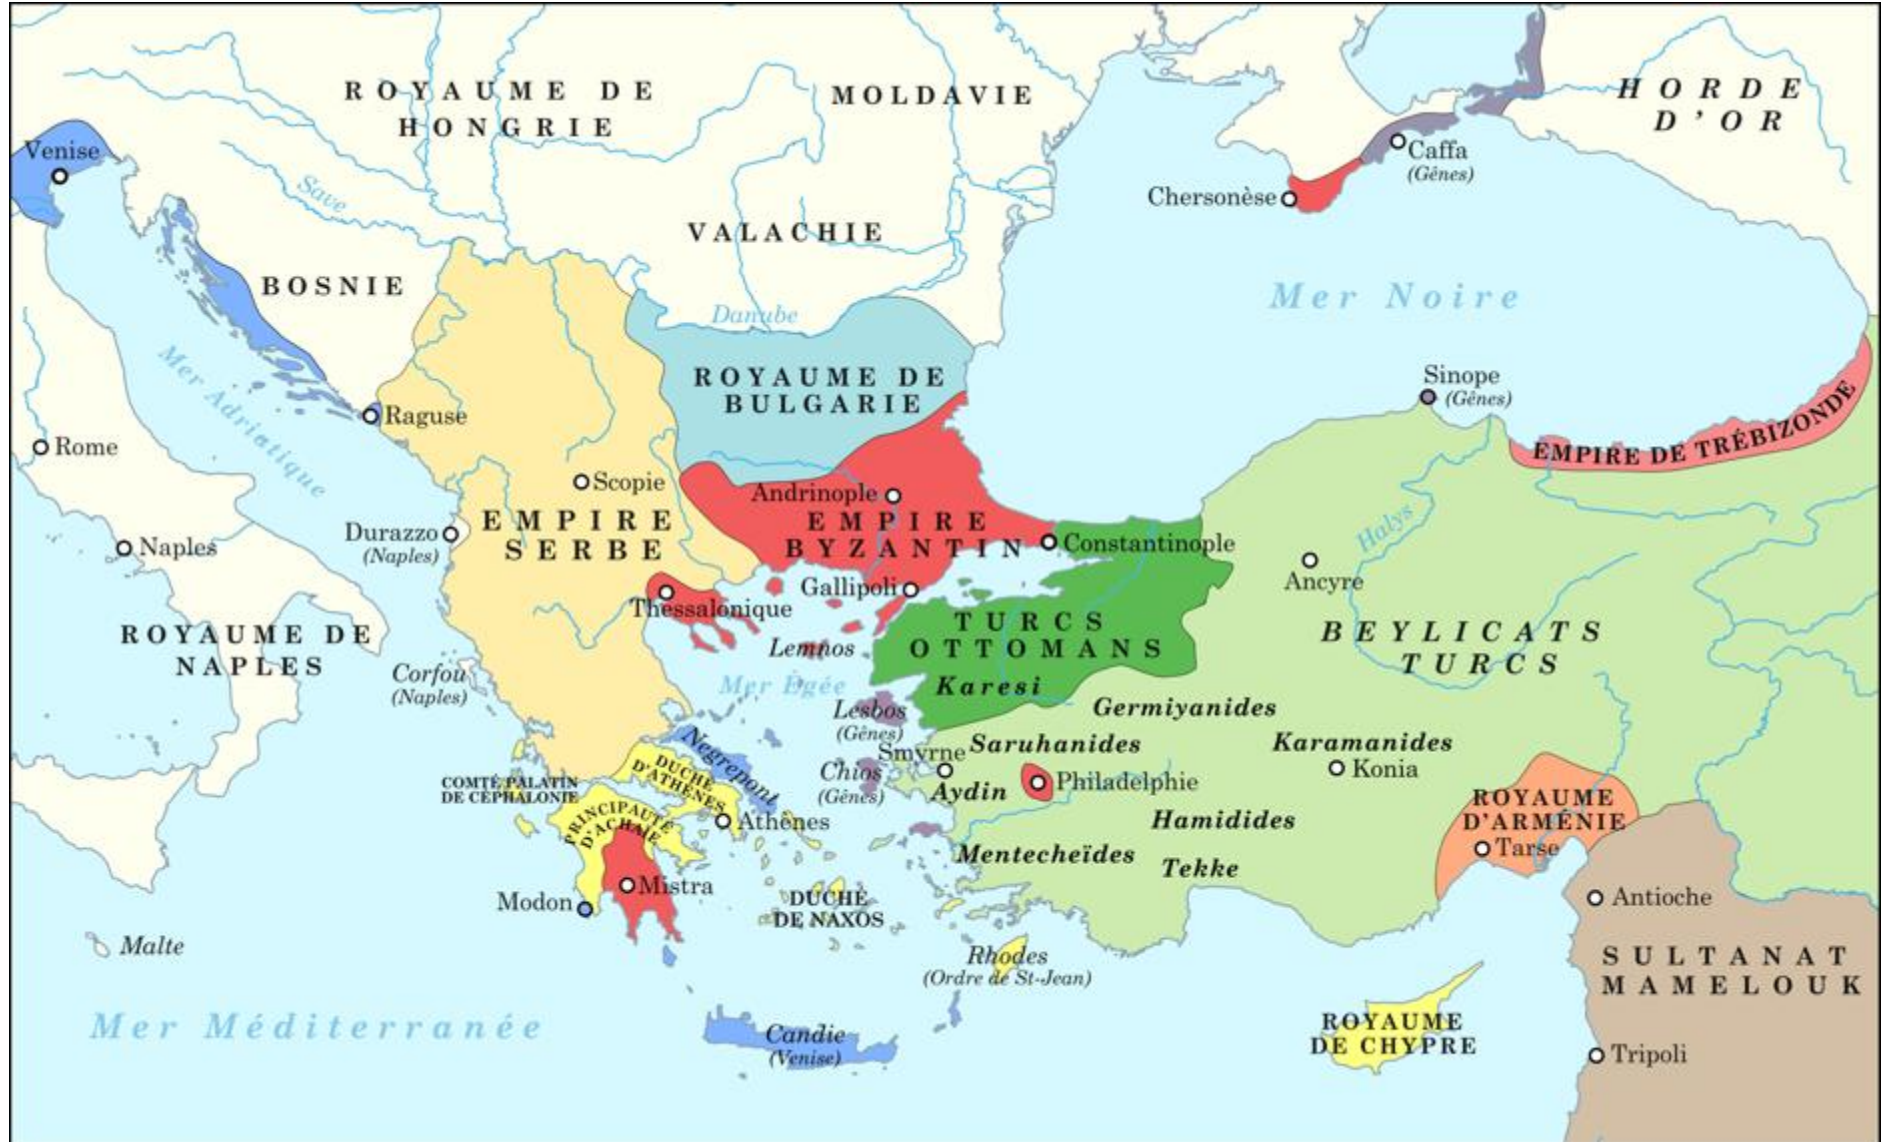 ROYAUME DE
HONGRIE
MOLDAVIE
HORDE
D'OR
Venise
Caffa
(Gênes)
Save
Chersonèse
VALACHIE
BOSNIE
Mer Noire
Danube
Mer Adriatique
ROYAUME DE
BULGARIE
Sinope
(Gênes)
Raguse
EMPIRE DE TRÉBIZONDE
Rome
Scopie
Andrinople
EMPIRE
SERBE
EMPIRE
BYZANTIN
Halys
Durazzo
(Naples)
Naples
Constantinople
Ancyre
Gallipoli
Thessalonique
TURCS
OTTOMANS
BEYLICATS
TURCS
ROYAUME DE
NAPLES
Lemnos
Corfou
(Naples)
Mer Égée
Karesi
Lesbos
(Gênes)
Germiyanides
Negrepont
Smyrne
Saruhanides
Karamanides
Konia
Chios
(Gênes)
DUCHÉ
D'ATHÈNES
COMTÉ PALATIN
DE CÉPHALONIE
Aydin
Philadelphie
PRINCIPAUTÉ
D'ACHAÏE
Athènes
Hamidides
ROYAUME
D'ARMÉNIE
Tarse
Mentecheïdes
Tekke
Mistra
Modon
DUCHÉ
DE NAXOS
Antioche
Malte
Rhodes
(Ordre de St-Jean)
SULTANAT
MAMELOUK
Mer Méditerranée
Candie
(Venise)
ROYAUME
DE CHYPRE
Tripoli